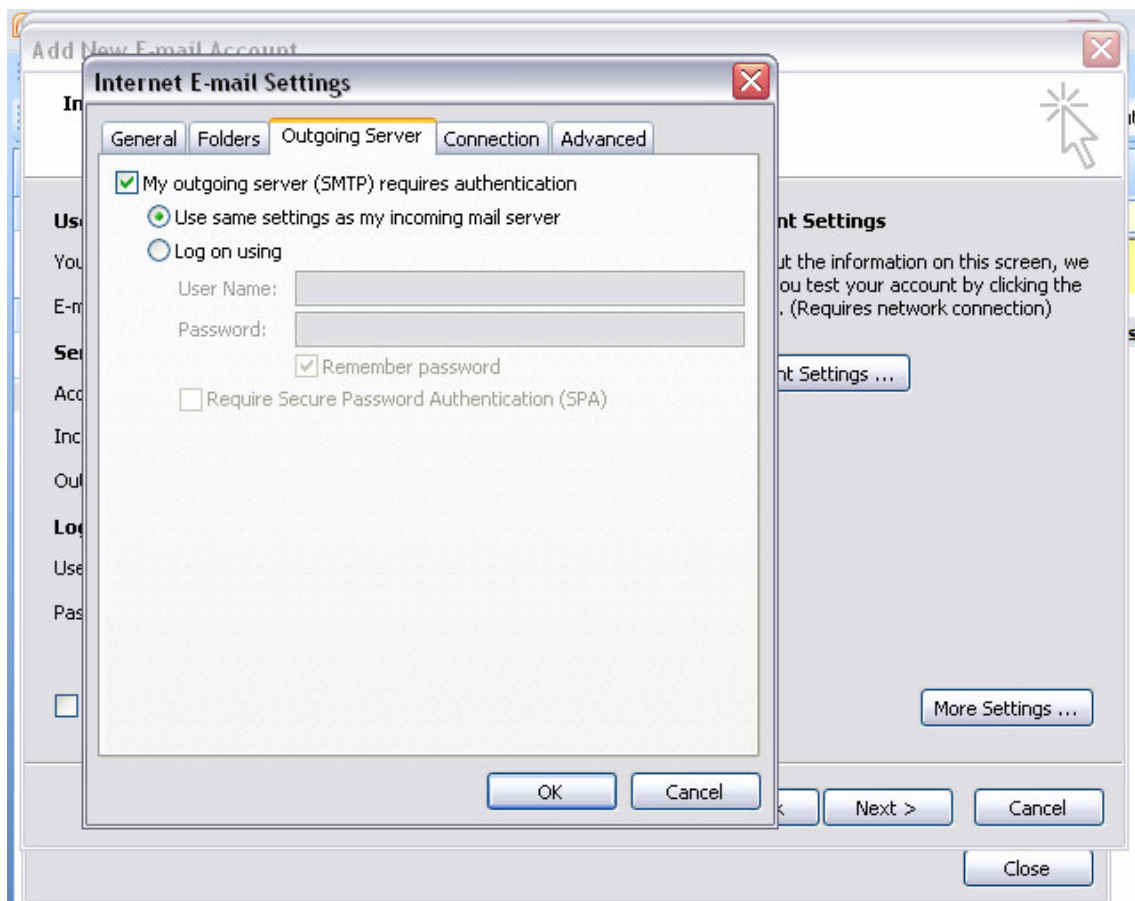 Add New E-mail Account
Internet E-mail Settings
General Folders Outgoing Server Connection Advanced
My outgoing server (SMTP) requires authentication
Use same settings as my incoming mail server
Log on using
User Name:
Password:
Remember password
Require Secure Password Authentication (SPA)
nt Settings
ut the information on this screen, we
ou test your account by clicking the
. (Requires network connection)
nt Settings ...
More Settings ...
OK Cancel
Next > Cancel
Close